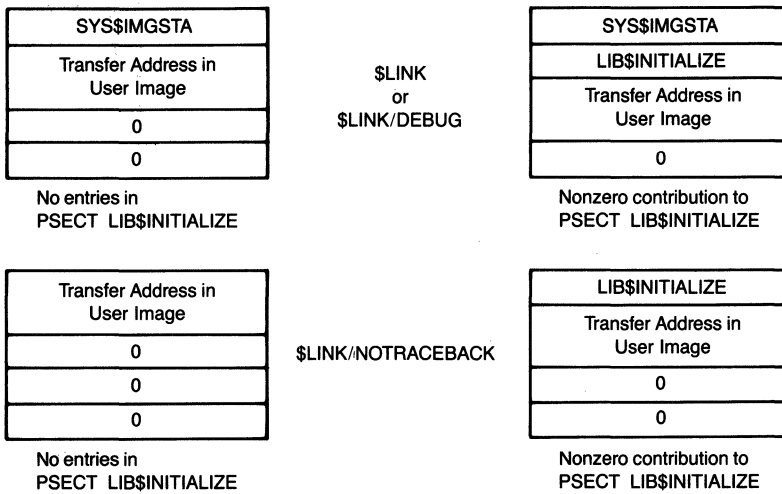 SYS$IMGSTA
Transfer Address in
User Image
0
0
No entries in
PSECT LIB$INITIALIZE
$LINK
or
$LINK/DEBUG
SYS$IMGSTA
LIB$INITIALIZE
Transfer Address in
User Image
0
Nonzero contribution to
PSECT LIB$INITIALIZE
Transfer Address in
User Image
0
0
0
No entries in
PSECT LIB$INITIALIZE
$LINK/NOTRACEBACK
LIB$INITIALIZE
Transfer Address in
User Image
0
0
Nonzero contribution to
PSECT LIB$INITIALIZE